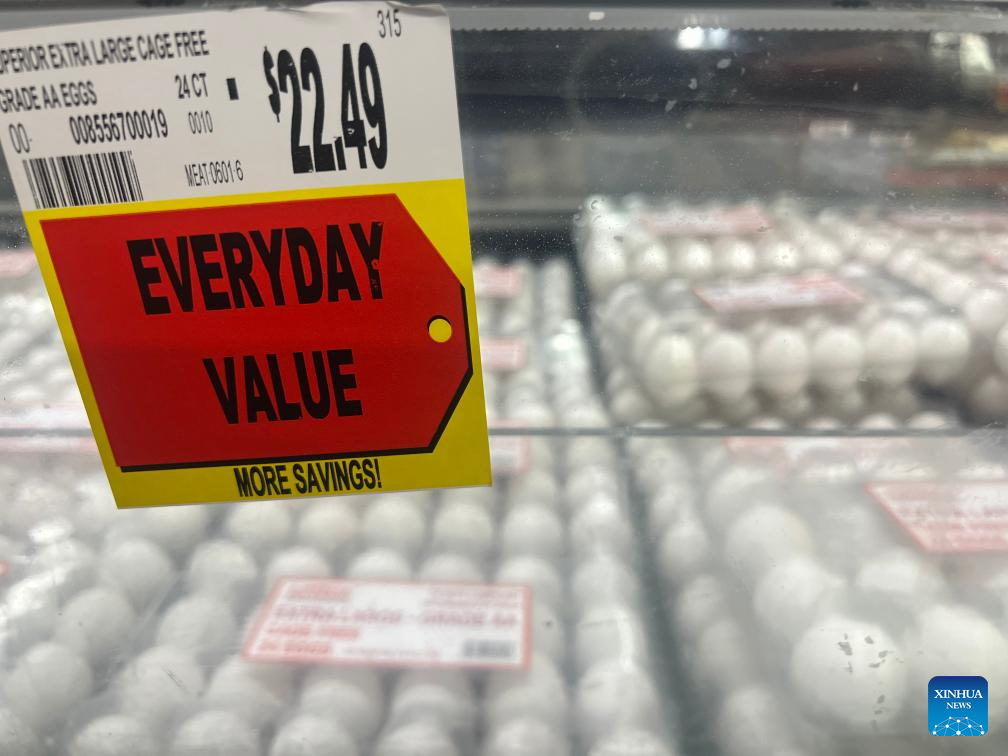 315
UPERIOR EXTRA LARGE CAGE FREE
GRADE AA EGGS
24 CT
$22.49
00-
008556700019
0010
MEAT-0601-6
EVERYDAY
VALUE
MORE SAVINGS!
EXTRA LARGE - GRADE AA
XINHUA
NEWS